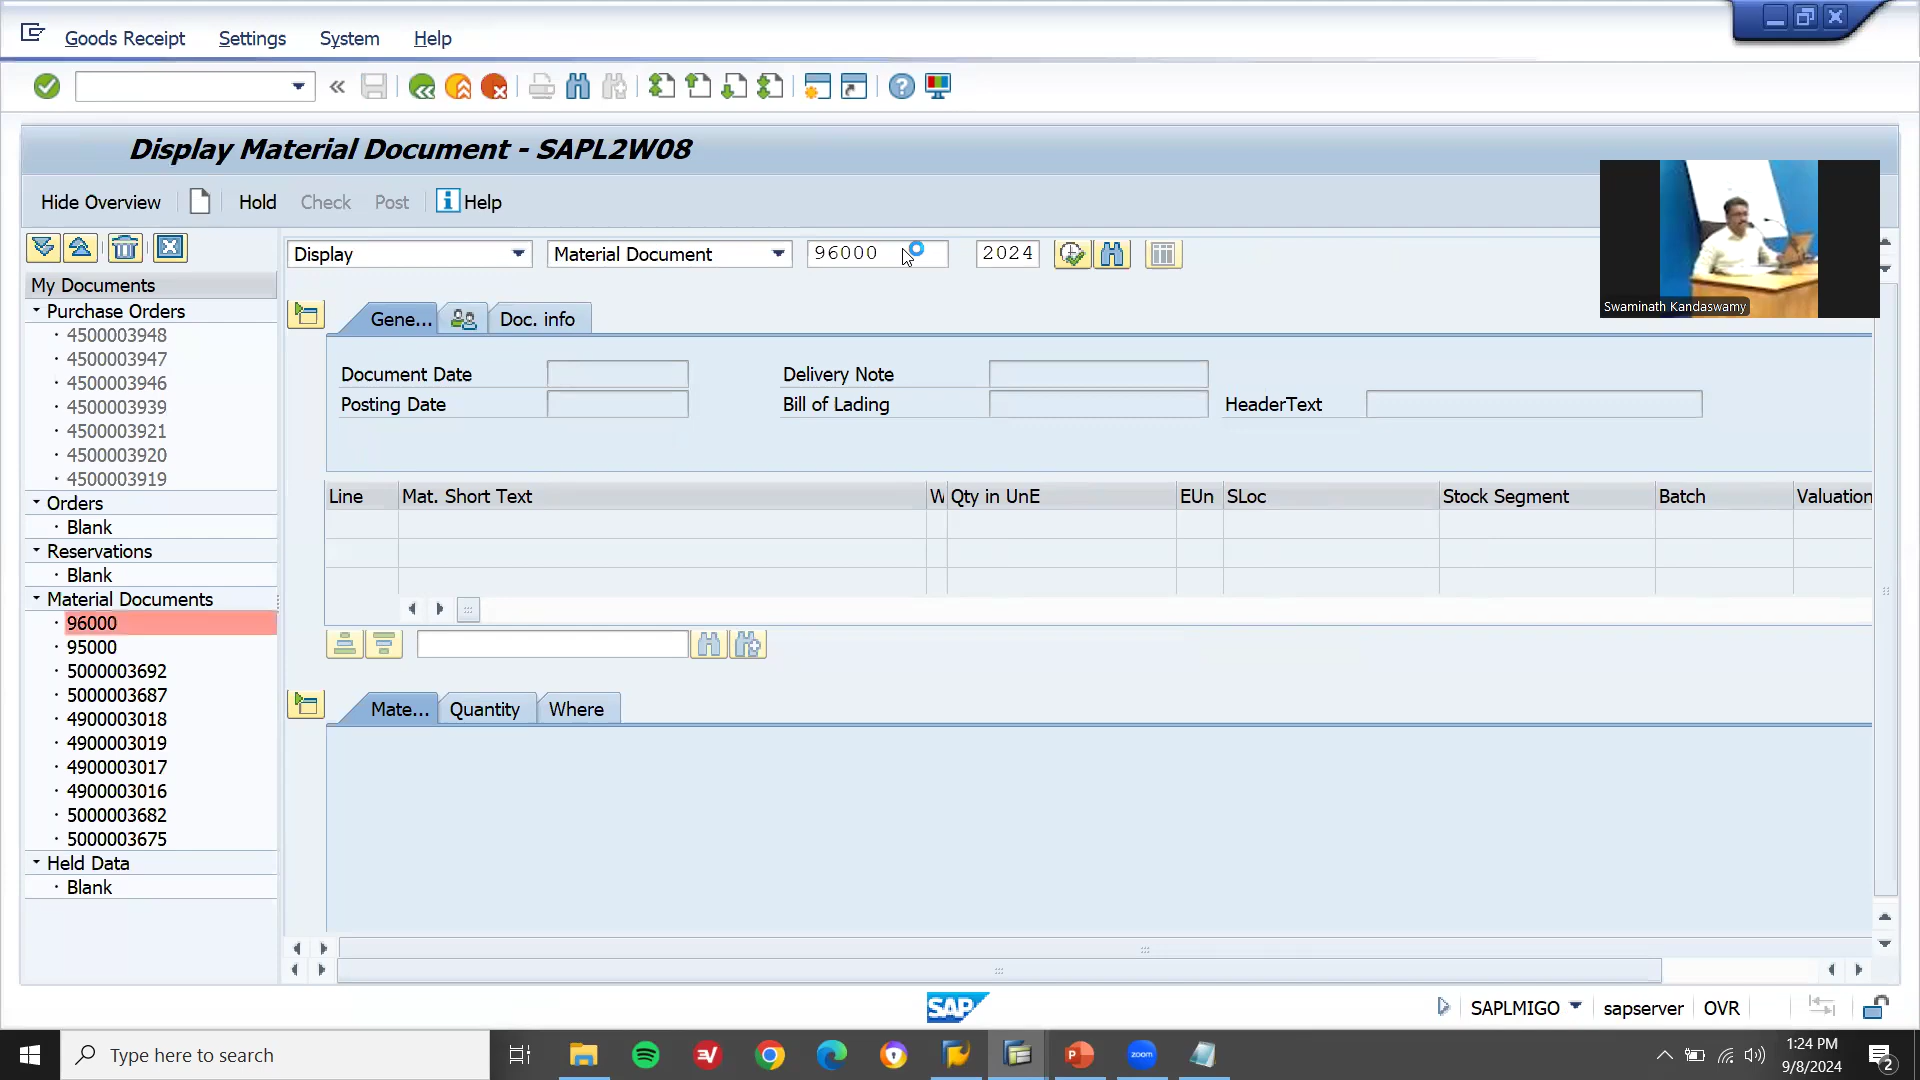 Goods Receipt Settings System Help
Display Material Document - SAPL2W08
Hide Overview Hold Check Post Help
Display Material Document 96000 2024
My Documents
Purchase Orders
4500003948
4500003947
4500003946
4500003939
4500003921
4500003920
4500003919
Orders
Blank
Reservations
Blank
Material Documents
96000
95000
5000003692
5000003687
4900003018
4900003019
4900003017
4900003016
5000003682
5000003675
Held Data
Blank
Gene... Doc. info
Document Date Delivery Note
Posting Date Bill of Lading HeaderText
Line Mat. Short Text W Qty in UnE EUn SLoc Stock Segment Batch Valuation
Mate... Quantity Where
Swaminath Kandaswamy
SAP
SAPLMIGO sapserver OVR
Type here to search
zoom
1:24 PM
9/8/2024
2